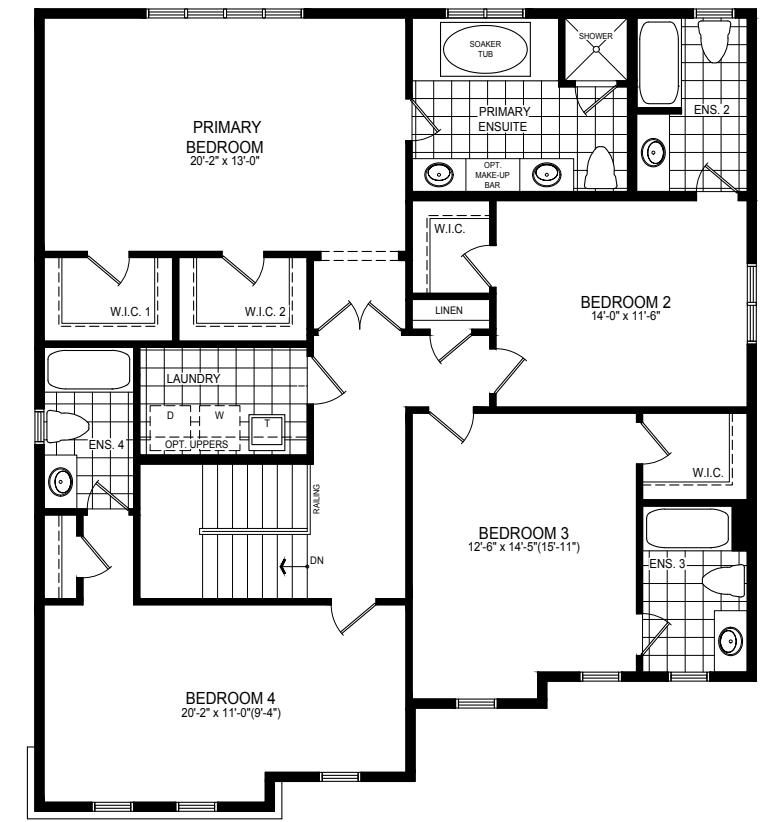 SOAKER
TUB
SHOWER
PRIMARY
BEDROOM
20'-2" x 13'-0"
PRIMARY
ENSUITE
ENS. 2
OPT.
MAKE-UP
BAR
W.I.C.
W.I.C. 1
W.I.C. 2
LINEN
BEDROOM 2
14'-0" x 11'-6"
LAUNDRY
D
W
T
OPT. UPPERS
ENS. 4
W.I.C.
RAILING
DN
BEDROOM 3
12'-6" x 14'-5"(15'-11")
ENS. 3
BEDROOM 4
20'-2" x 11'-0"(9'-4")